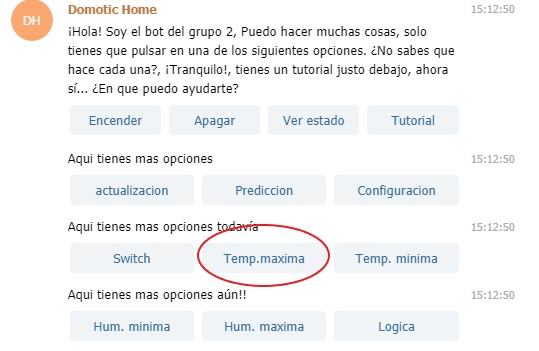 DH
Domotic Home 15:12:50
¡Hola! Soy el bot del grupo 2, Puedo hacer muchas cosas, solo
tienes que pulsar en una de los siguientes opciones. ¿No sabes que
hace cada una?, ¡Tranquilo!, tienes un tutorial justo debajo, ahora
sí... ¿En que puedo ayudarte?
Encender Apagar Ver estado Tutorial
Aqui tienes mas opciones 15:12:50
actualizacion Prediccion Configuracion
Aqui tienes mas opciones todavía 15:12:50
Switch Temp.maxima Temp. minima
Aqui tienes mas opciones aún!! 15:12:50
Hum. minima Hum. maxima Logica